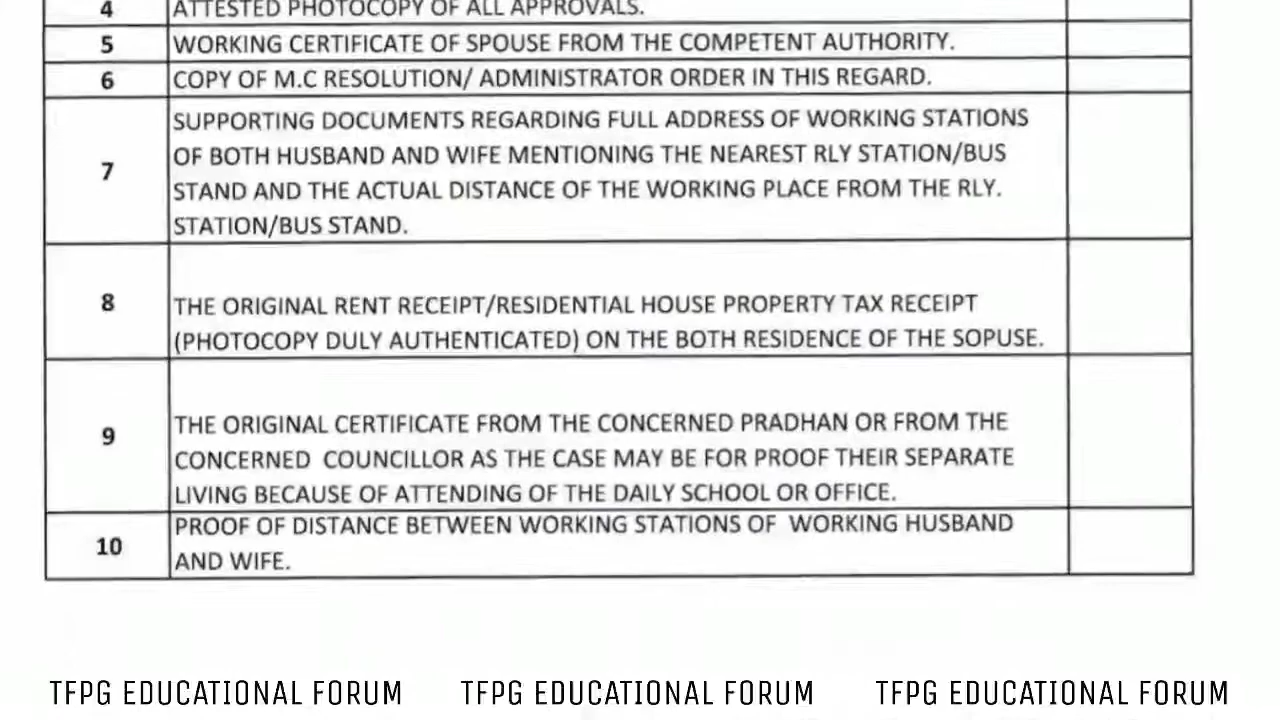 4 ATTESTED PHOTOCOPY OF ALL APPROVALS.
5 WORKING CERTIFICATE OF SPOUSE FROM THE COMPETENT AUTHORITY.
6 COPY OF M.C RESOLUTION/ ADMINISTRATOR ORDER IN THIS REGARD.
SUPPORTING DOCUMENTS REGARDING FULL ADDRESS OF WORKING STATIONS
OF BOTH HUSBAND AND WIFE MENTIONING THE NEAREST RLY STATION/BUS
7
STAND AND THE ACTUAL DISTANCE OF THE WORKING PLACE FROM THE RLY.
STATION/BUS STAND.
8 THE ORIGINAL RENT RECEIPT/RESIDENTIAL HOUSE PROPERTY TAX RECEIPT
(PHOTOCOPY DULY AUTHENTICATED) ON THE BOTH RESIDENCE OF THE SOPUSE.
THE ORIGINAL CERTIFICATE FROM THE CONCERNED PRADHAN OR FROM THE
9
CONCERNED COUNCILLOR AS THE CASE MAY BE FOR PROOF THEIR SEPARATE
LIVING BECAUSE OF ATTENDING OF THE DAILY SCHOOL OR OFFICE.
PROOF OF DISTANCE BETWEEN WORKING STATIONS OF WORKING HUSBAND
10
AND WIFE.
TFPG EDUCATIONAL FORUM TFPG EDUCATIONAL FORUM TFPG EDUCATIONAL FORUM